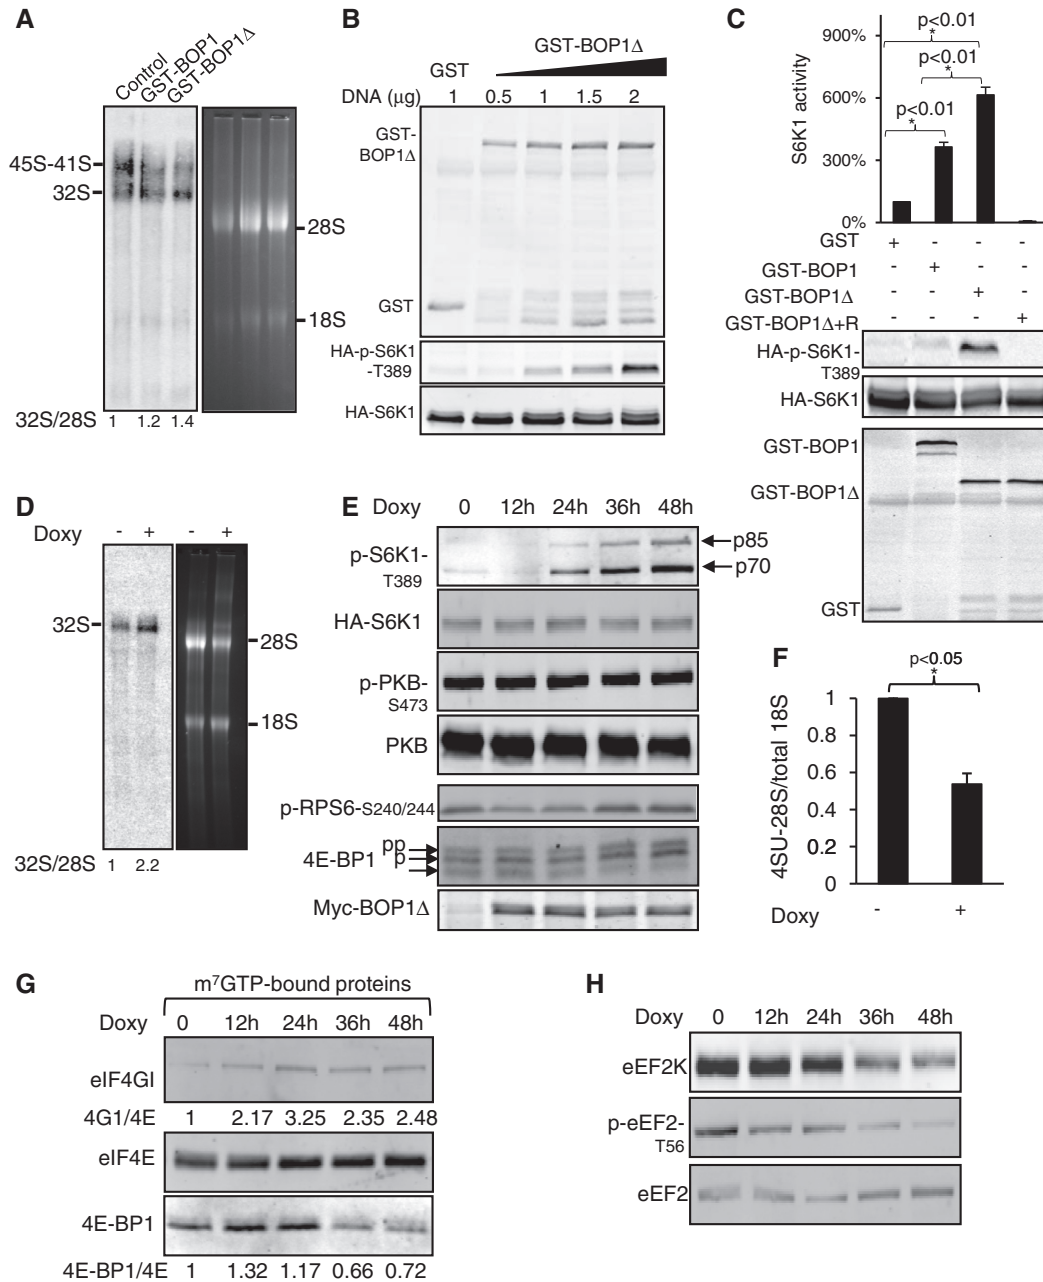 A
Control
GST-BOP1
GST-BOP1Δ
45S-41S
32S
28S
18S
32S/28S 1 1.2 1.4
B
GST-BOP1Δ
GST
DNA (μg) 1 0.5 1 1.5 2
GST-
BOP1Δ
GST
HA-p-S6K1
-T389
HA-S6K1
C
S6K1 activity
900%
600%
300%
0%
p<0.01
*
p<0.01
*
p<0.01
*
GST + - - -
GST-BOP1 - + - -
GST-BOP1Δ - - + -
GST-BOP1Δ+R - - - +
HA-p-S6K1-
T389
HA-S6K1
GST-BOP1
GST-BOP1Δ
GST
D
Doxy - + - +
32S
28S
18S
32S/28S 1 2.2
E
Doxy 0 12h 24h 36h 48h
p-S6K1-
T389
p85
p70
HA-S6K1
p-PKB-
S473
PKB
p-RPS6-S240/244
4E-BP1
pp
p
Myc-BOP1Δ
F
p<0.05
*
4SU-28S/total 18S
1
0.8
0.6
0.4
0.2
0
Doxy - +
G
m⁷GTP-bound proteins
Doxy 0 12h 24h 36h 48h
eIF4GI
4G1/4E 1 2.17 3.25 2.35 2.48
eIF4E
4E-BP1
4E-BP1/4E 1 1.32 1.17 0.66 0.72
H
Doxy 0 12h 24h 36h 48h
eEF2K
p-eEF2-
T56
eEF2